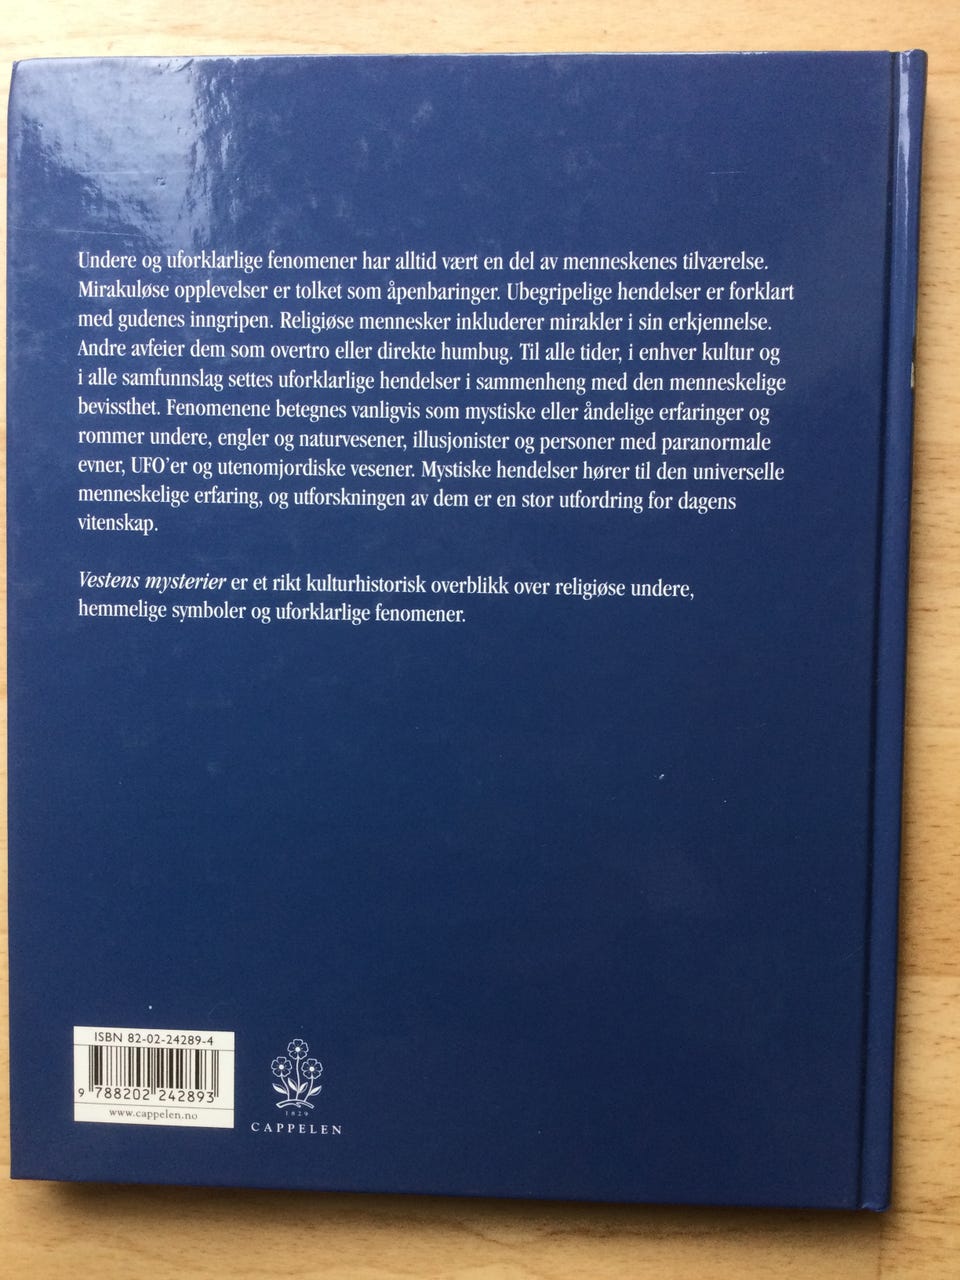 Undere og uforklarlige fenomener har alltid vært en del av menneskenes tilværelse.
Mirakuløse opplevelser er tolket som åpenbaringer. Ubegripelige hendelser er forklart
med gudenes inngripen. Religiøse mennesker inkluderer mirakler i sin erkjennelse.
Andre avfeier dem som overtro eller direkte humbug. Til alle tider, i enhver kultur og
i alle samfunnslag settes uforklarlige hendelser i sammenheng med den menneskelige
bevissthet. Fenomenene betegnes vanligvis som mystiske eller åndelige erfaringer og
rommer undere, engler og naturvesener, illusjonister og personer med paranormale
evner, UFO'er og utenomjordiske vesener. Mystiske hendelser hører til den universelle
menneskelige erfaring, og utforskningen av dem er en stor utfordring for dagens
vitenskap.
Vestens mysterier er et rikt kulturhistorisk overblikk over religiøse undere,
hemmelige symboler og uforklarlige fenomener.
ISBN 82-02-24289-4
9 788202 242893
www.cappelen.no
1829
CAPPELEN